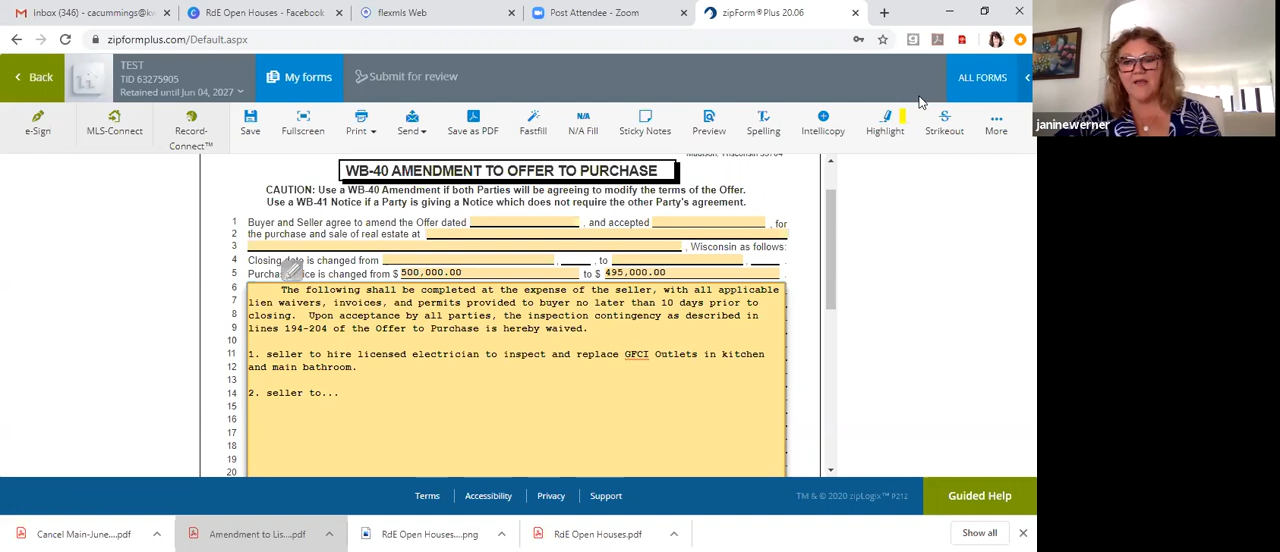 Inbox (346) - acummings@kw
RdE Open Houses - Facebook
flexmls Web
Post Attendee - Zoom
zipForm®Plus 20.06
zipformplus.com/Default.aspx
Back
TEST
TID 63275905
Retained until Jun 04, 2027
My forms
Submit for review
ALL FORMS
janinewerner
e-Sign
MLS-Connect
Record-
Connect™
Save
Fullscreen
Print
Send
Save as PDF
Fastfill
N/A
N/A Fill
Sticky Notes
Preview
Spelling
Intellicopy
Highlight
Strikeout
More
WB-40 AMENDMENT TO OFFER TO PURCHASE
CAUTION: Use a WB-40 Amendment if both Parties will be agreeing to modify the terms of the Offer.
Use a WB-41 Notice if a Party is giving a Notice which does not require the other Party's agreement.
1 Buyer and Seller agree to amend the Offer dated , and accepted , for
2 the purchase and sale of real estate at
3 , Wisconsin as follows:
4 Closing date is changed from , to , .
5 Purchase price is changed from $ 500,000.00 to $ 495,000.00 .
6 The following shall be completed at the expense of the seller, with all applicable
7 lien waivers, invoices, and permits provided to buyer no later than 10 days prior to
8 closing. Upon acceptance by all parties, the inspection contingency as described in
9 lines 194-204 of the Offer to Purchase is hereby waived.
10
11 1. seller to hire licensed electrician to inspect and replace GFCI Outlets in kitchen
12 and main bathroom.
13
14 2. seller to...
15
16
17
18
19
20
Terms
Accessibility
Privacy
Support
TM & © 2020 zipLogix™ P212
Guided Help
Cancel Main-June....pdf
Amendment to Lis....pdf
RdE Open Houses....png
RdE Open Houses.pdf
Show all